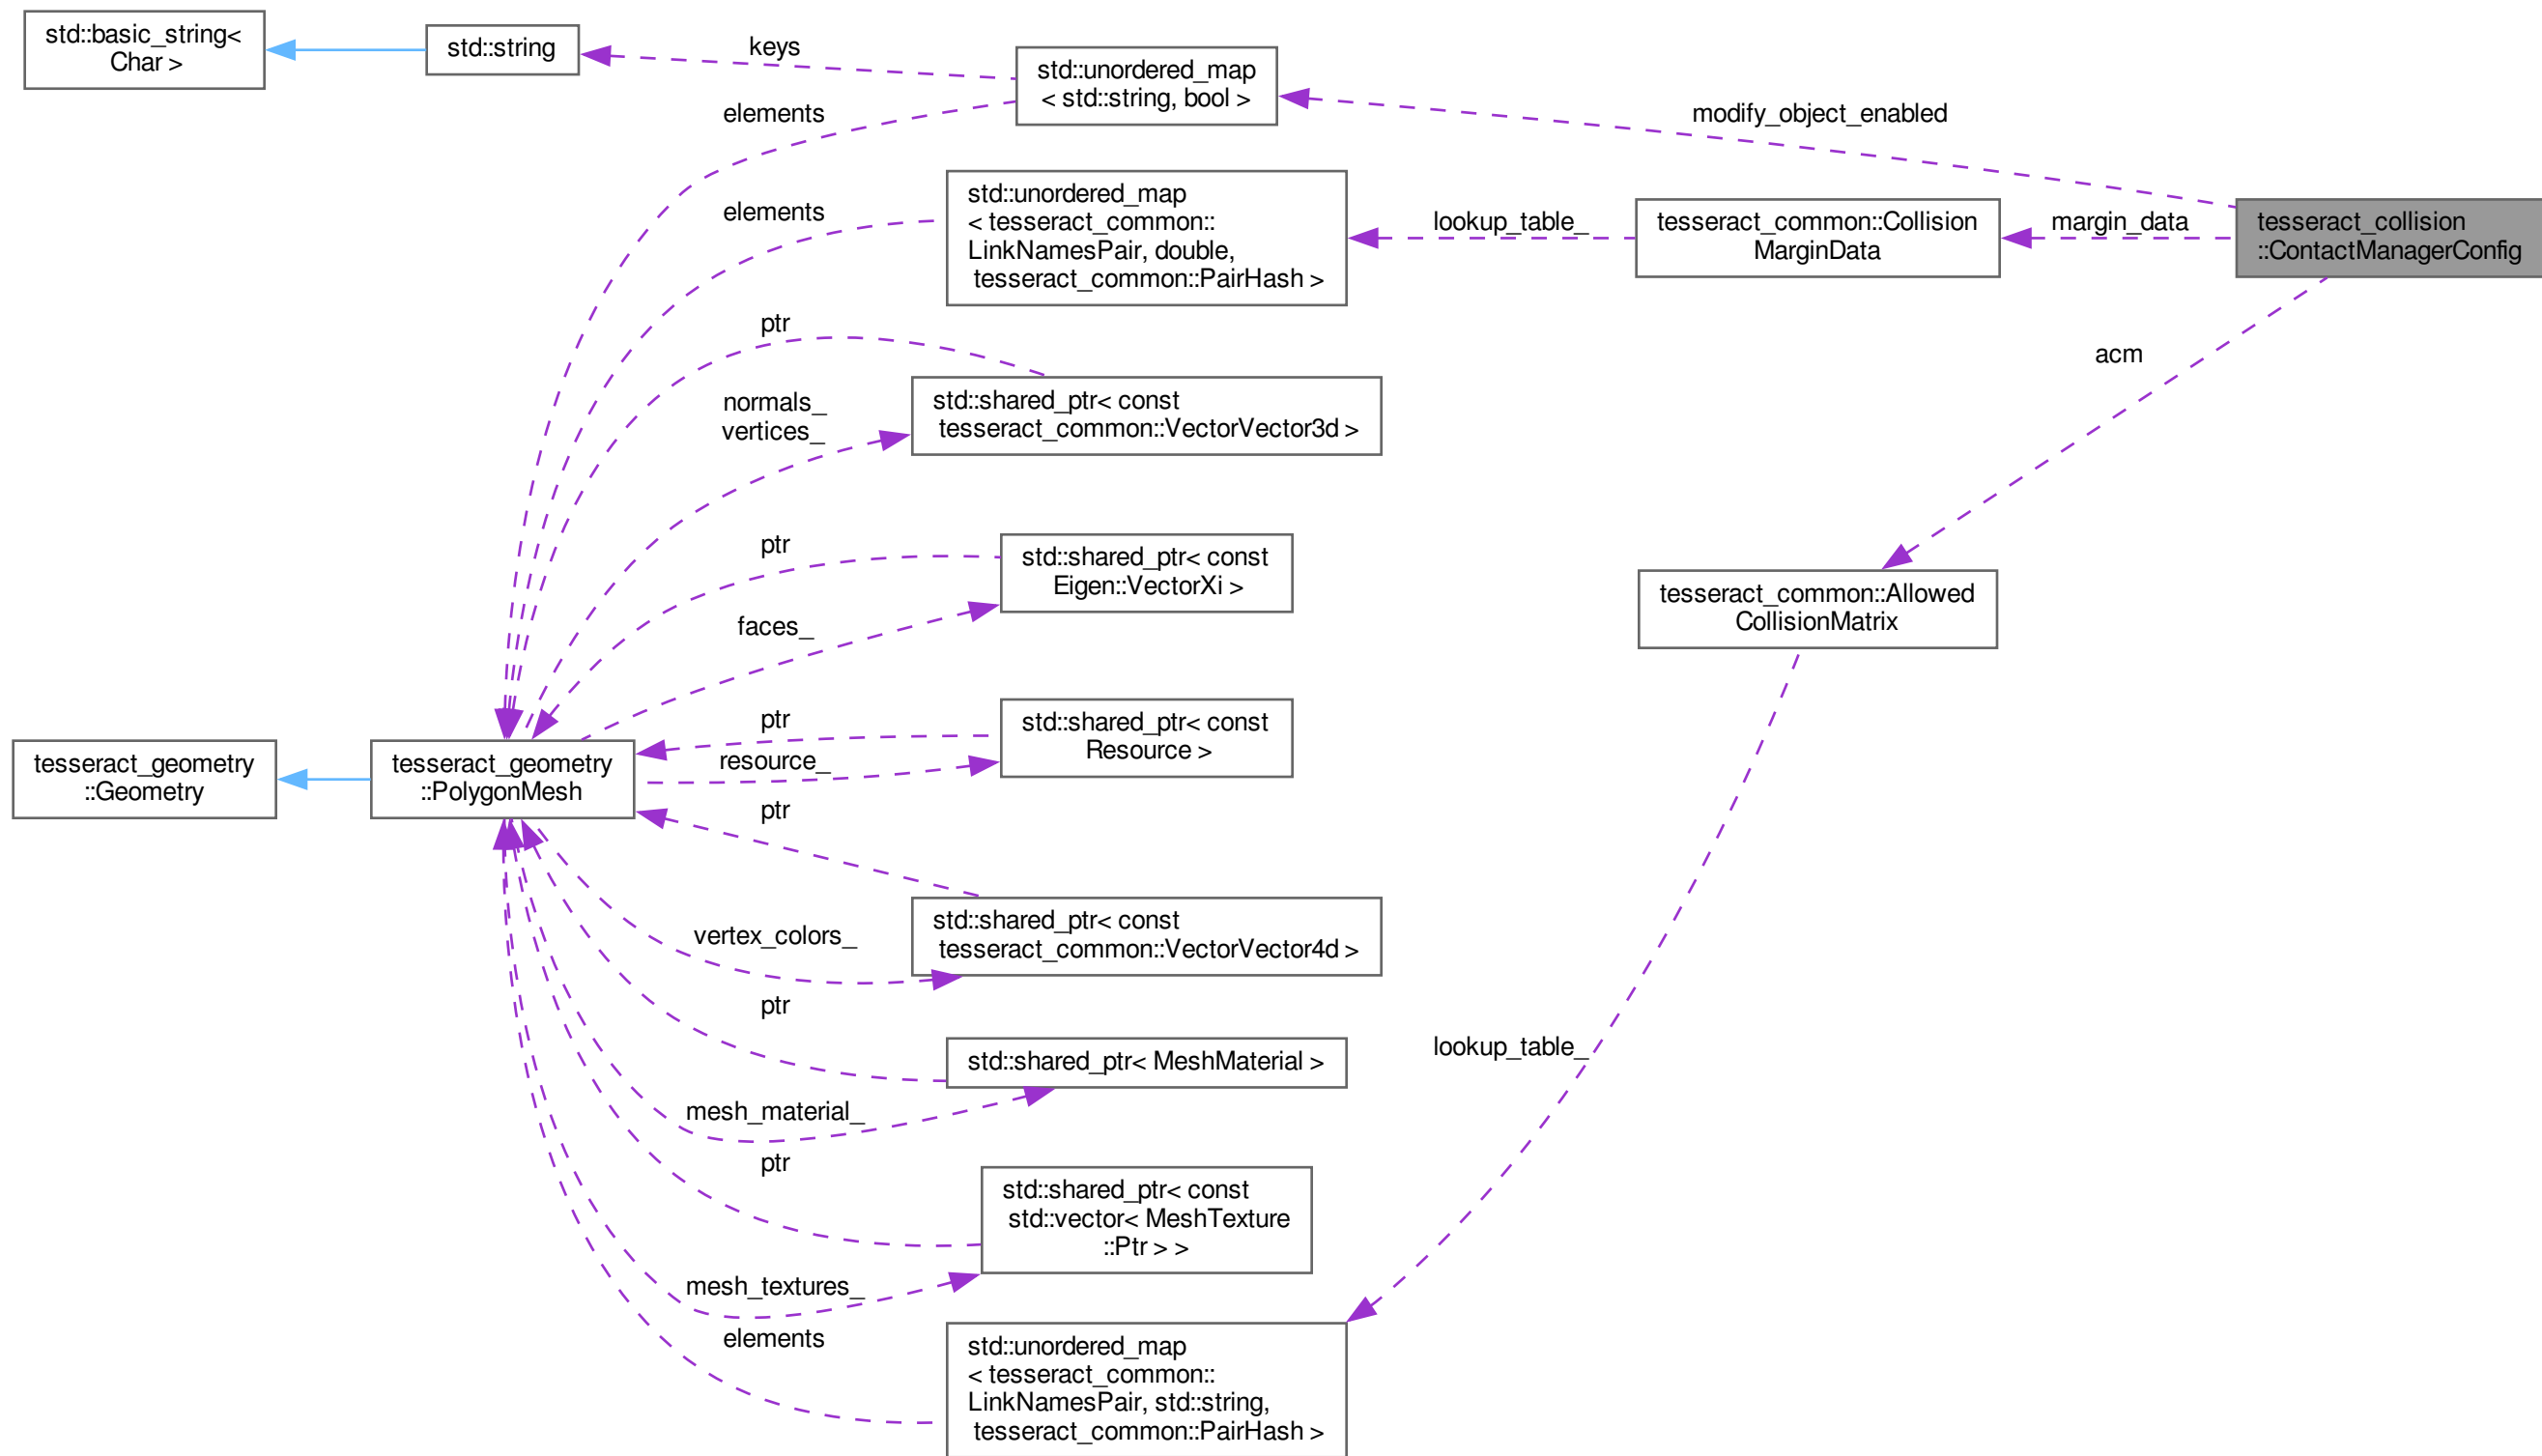 std::basic_string<
Char >
std::string
keys
std::unordered_map
< std::string, bool >
elements
modify_object_enabled
std::unordered_map
< tesseract_common::
LinkNamesPair, double,
tesseract_common::PairHash >
elements
lookup_table_
tesseract_common::Collision
MarginData
margin_data
tesseract_collision
::ContactManagerConfig
ptr
acm
std::shared_ptr< const
tesseract_common::VectorVector3d >
normals_
vertices_
ptr
std::shared_ptr< const
Eigen::VectorXi >
faces_
tesseract_common::Allowed
CollisionMatrix
ptr
std::shared_ptr< const
Resource >
resource_
tesseract_geometry
::Geometry
tesseract_geometry
::PolygonMesh
ptr
std::shared_ptr< const
tesseract_common::VectorVector4d >
vertex_colors_
ptr
std::shared_ptr< MeshMaterial >
lookup_table_
mesh_material_
ptr
std::shared_ptr< const
std::vector< MeshTexture
::Ptr > >
mesh_textures_
elements
std::unordered_map
< tesseract_common::
LinkNamesPair, std::string,
tesseract_common::PairHash >